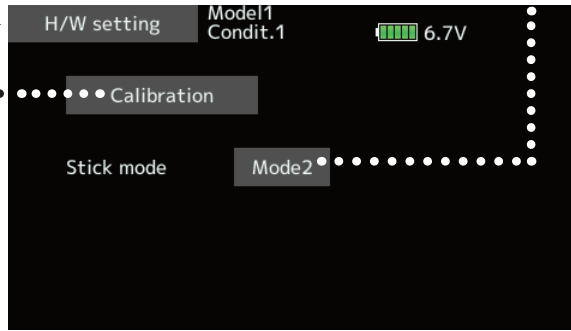 H/W setting
Model1
Condit.1
6.7V
Calibration
Stick mode
Mode2